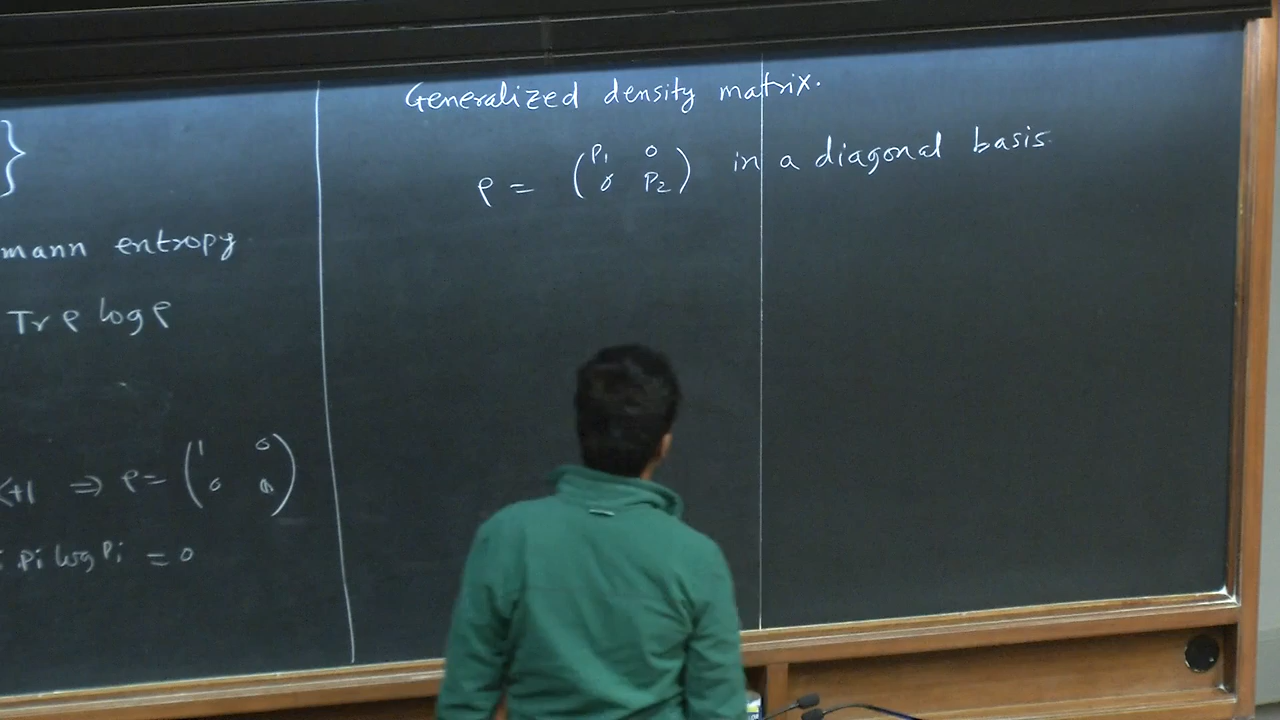 }
mann entropy
Tr ρ log ρ
<+1 ⇒ ρ = (1 0
0 0)
Pi log Pi = 0
Generalized density matrix.
ρ = (P1 0
0 P2) in a diagonal basis.